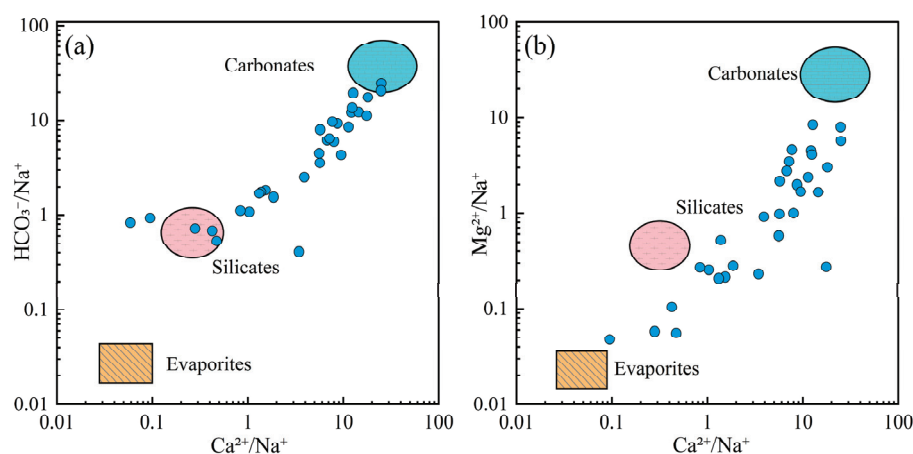 (a)
100
10
1
0.1
0.01
HCO₃⁻/Na⁺
Carbonates
Silicates
Evaporites
0.01 0.1 1 10 100
Ca²⁺/Na⁺
(b)
100
10
1
0.1
0.01
Mg²⁺/Na⁺
Carbonates
Silicates
Evaporites
0.01 0.1 1 10 100
Ca²⁺/Na⁺